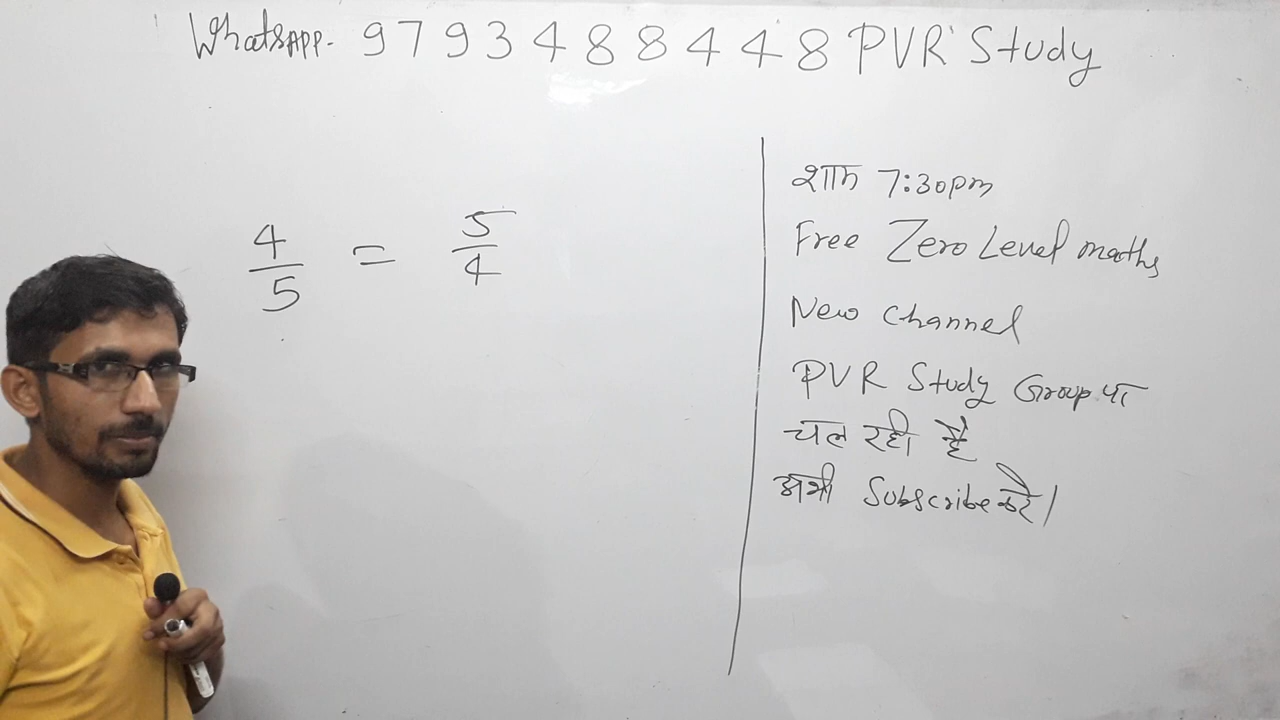 WhatsAPP- 9793488448 PVR Study
4/5 = 5/4
शाम 7:30pm
Free Zero Level maths
New channel
PVR Study Group पर
चल रही है
अभी Subscribe करे।